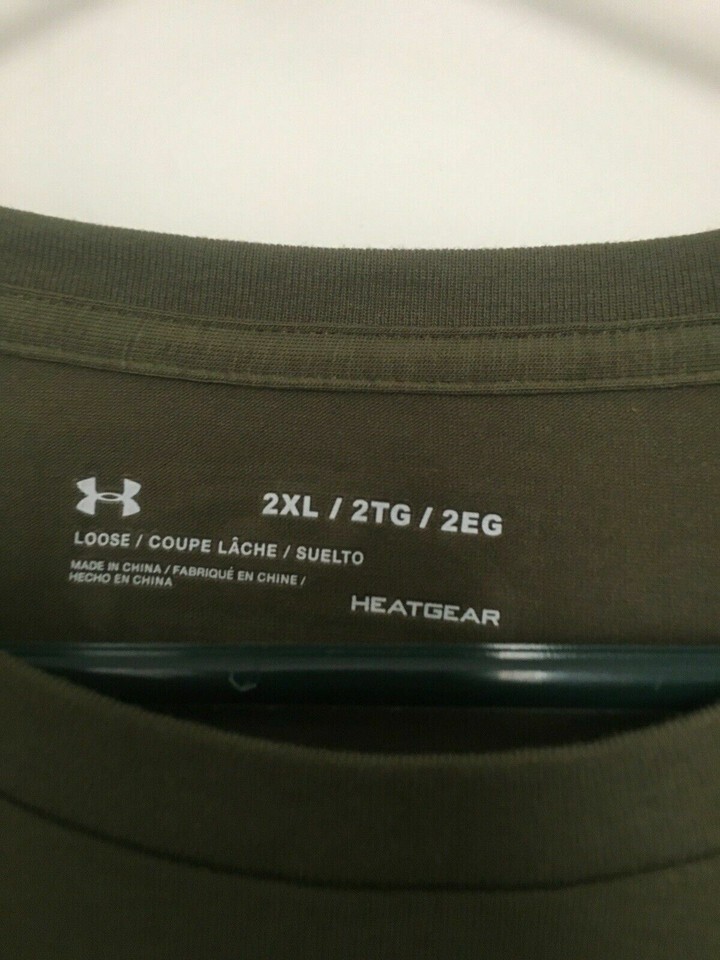 2XL / 2TG / 2EG
LOOSE / COUPE LÂCHE / SUELTO
MADE IN CHINA / FABRIQUÉ EN CHINE /
HECHO EN CHINA
HEATGEAR